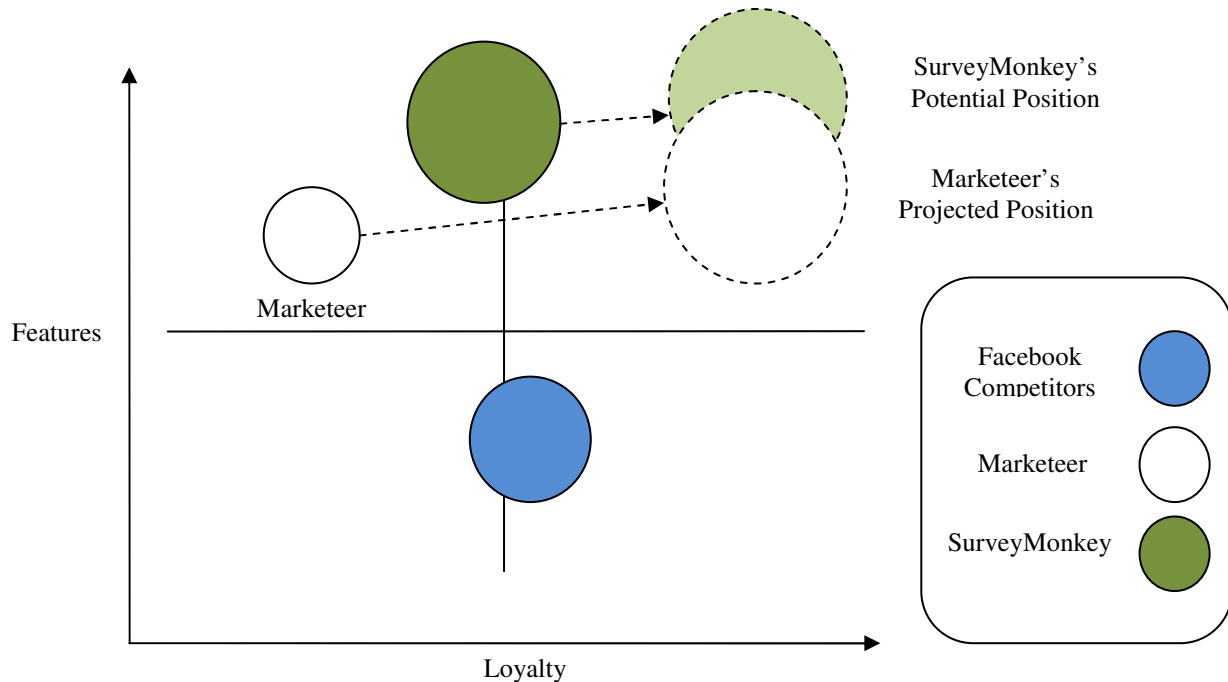 SurveyMonkey's
Potential Position
Marketeer's
Projected Position
Marketeer
Features
Facebook
Competitors
Marketeer
SurveyMonkey
Loyalty